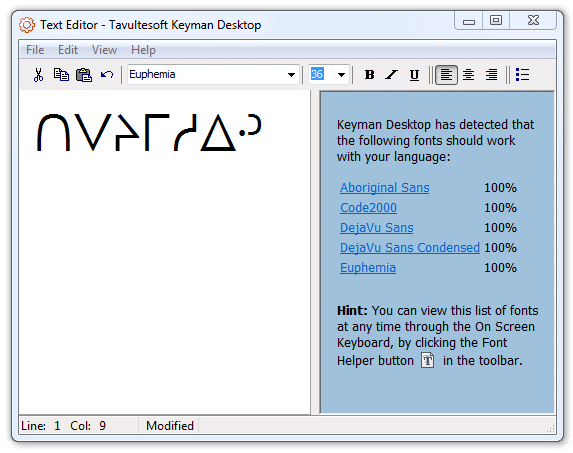 Text Editor - Tavultesoft Keyman Desktop
File Edit View Help
Euphemia 36 B I U
ᑎᐯᔨᒥᓱᐃᐧᐣ
Keyman Desktop has detected that
the following fonts should work
with your language:
Aboriginal Sans 100%
Code2000 100%
DejaVu Sans 100%
DejaVu Sans Condensed 100%
Euphemia 100%
Hint: You can view this list of fonts
at any time through the On Screen
Keyboard, by clicking the Font
Helper button T in the toolbar.
Line: 1 Col: 9 Modified